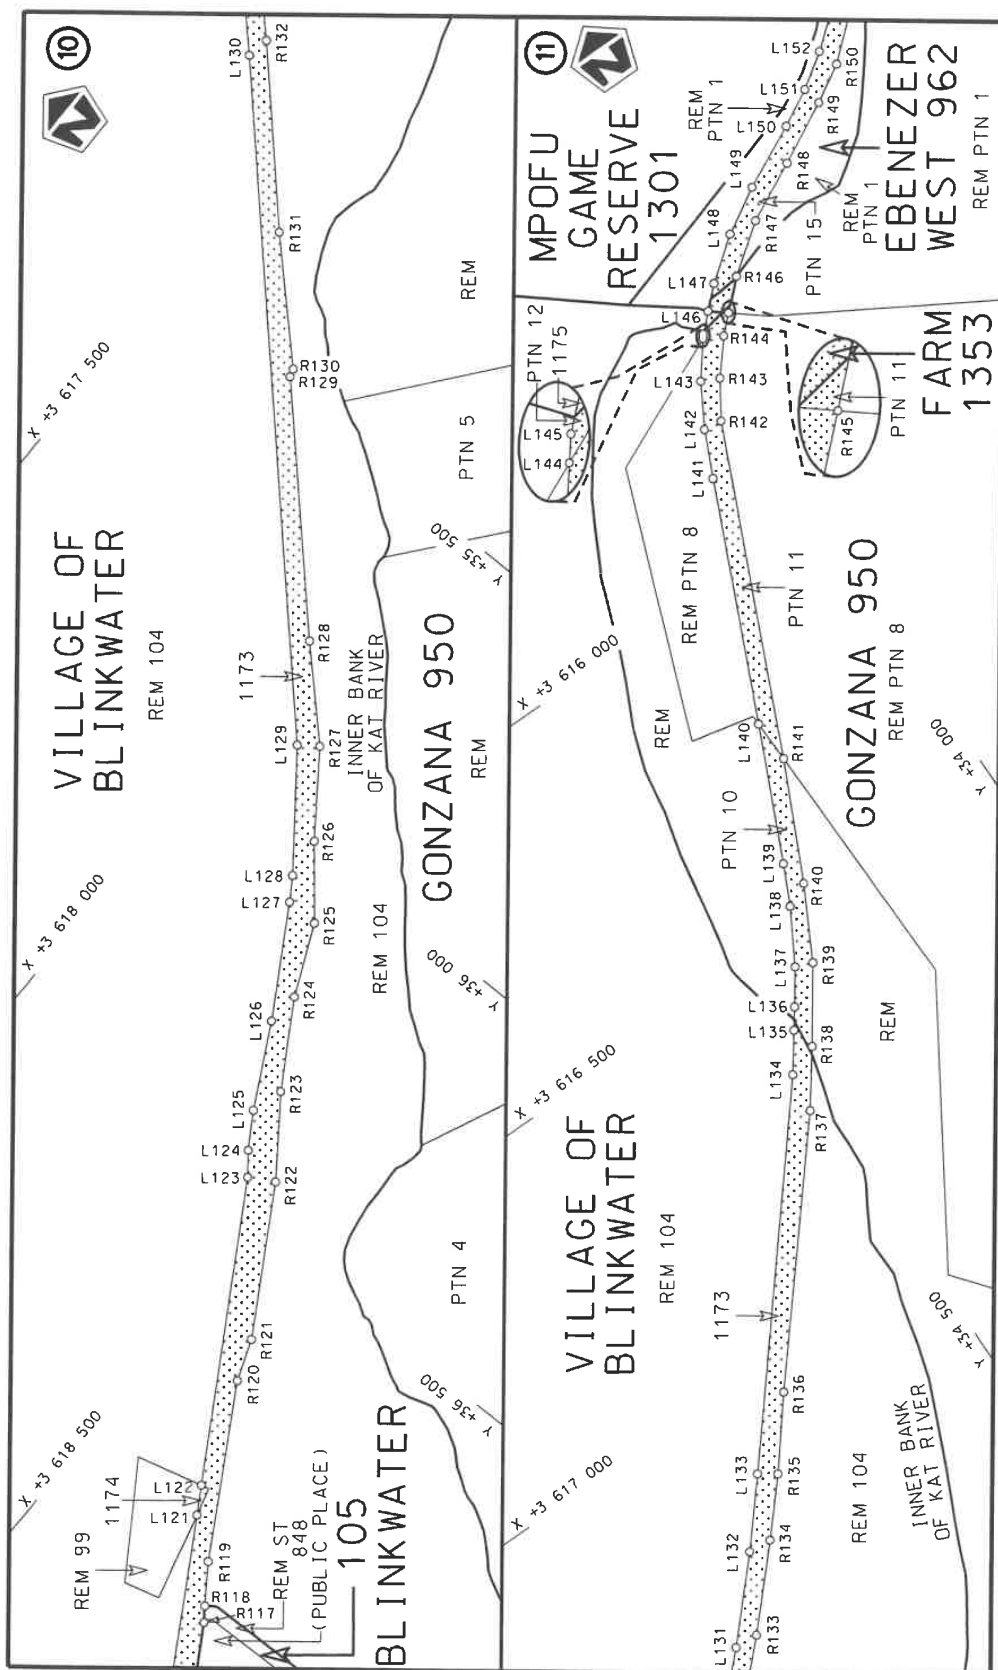 10
L130
R132
R131
R130
R129
X +3 617 500
REM
PTN 5
Y +35 500
VILLAGE OF
BLINKWATER
REM 104
1173
R128
L129
R127
INNER BANK
OF KAT RIVER
GONZANA 950
REM
R126
L128
L127
R125
X +3 618 000
REM 104
Y +36 000
R124
L126
R123
L125
L124
L123
R122
PTN 4
R121
R120
Y +36 500
X +3 618 500
1174
L122
L121
REM 99
R119
R118
R117
REM ST
848
(PUBLIC PLACE)
105
BLINKWATER
11
L152
R150
L151
R149
REM
PTN 1
L150
R148
L149
MPOFU
GAME
RESERVE
1301
EBENEZER
WEST 962
REM PTN 1
REM
PTN 1
PTN 15
R147
L148
R146
L147
L146
R144
PTN 12
1175
L145
L144
L143
R143
L142
R142
L141
R145
PTN 11
FARM
1353
REM PTN 8
PTN 11
GONZANA 950
REM PTN 8
X +3 616 000
REM
L140
R141
Y +34 000
PTN 10
L139
R140
L138
L137
R139
L136
L135
R138
REM
L134
R137
X +3 616 500
VILLAGE OF
BLINKWATER
REM 104
1173
Y +34 500
R136
L133
R135
REM 104
INNER BANK
OF KAT RIVER
X +3 617 000
L132
R134
L131
R133